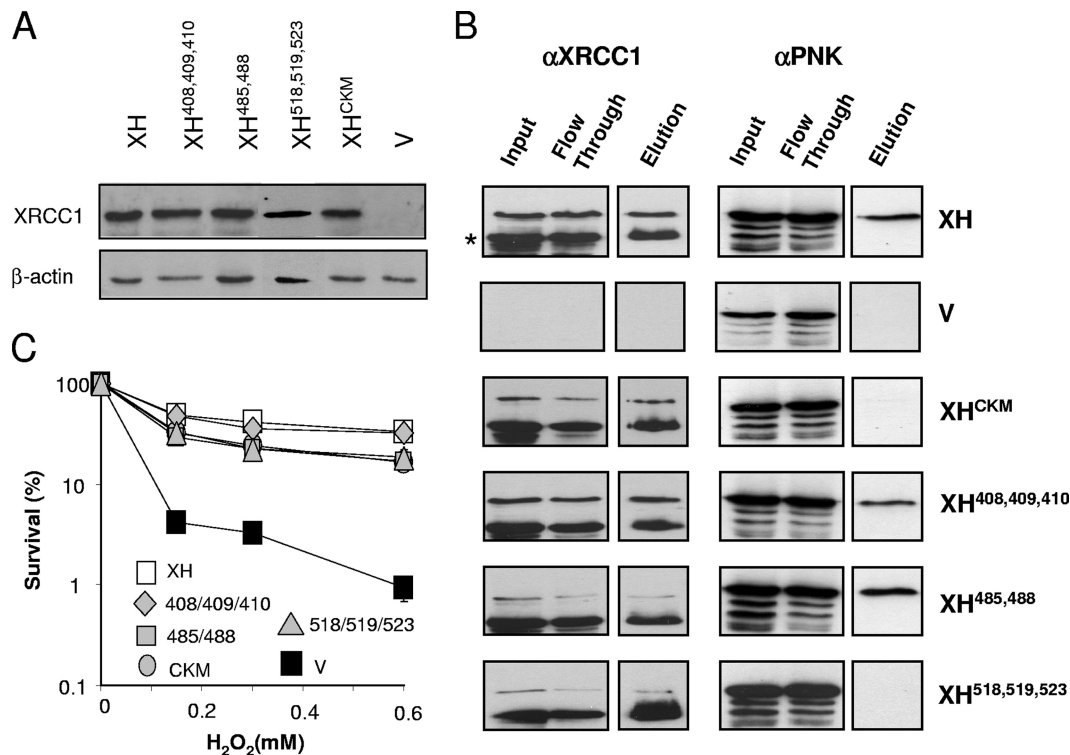 A
XH
XH408,409,410
XH485,488
XH518,519,523
XHCKM
V
XRCC1
β-actin
B
αXRCC1
αPNK
Input
Flow
Through
Elution
Input
Flow
Through
Elution
*
XH
V
XHCKM
XH408,409,410
XH485,488
XH518,519,523
C
Survival (%)
100
10
1
0.1
XH
408/409/410
485/488
CKM
518/519/523
V
0
0.2
0.4
0.6
H2O2(mM)